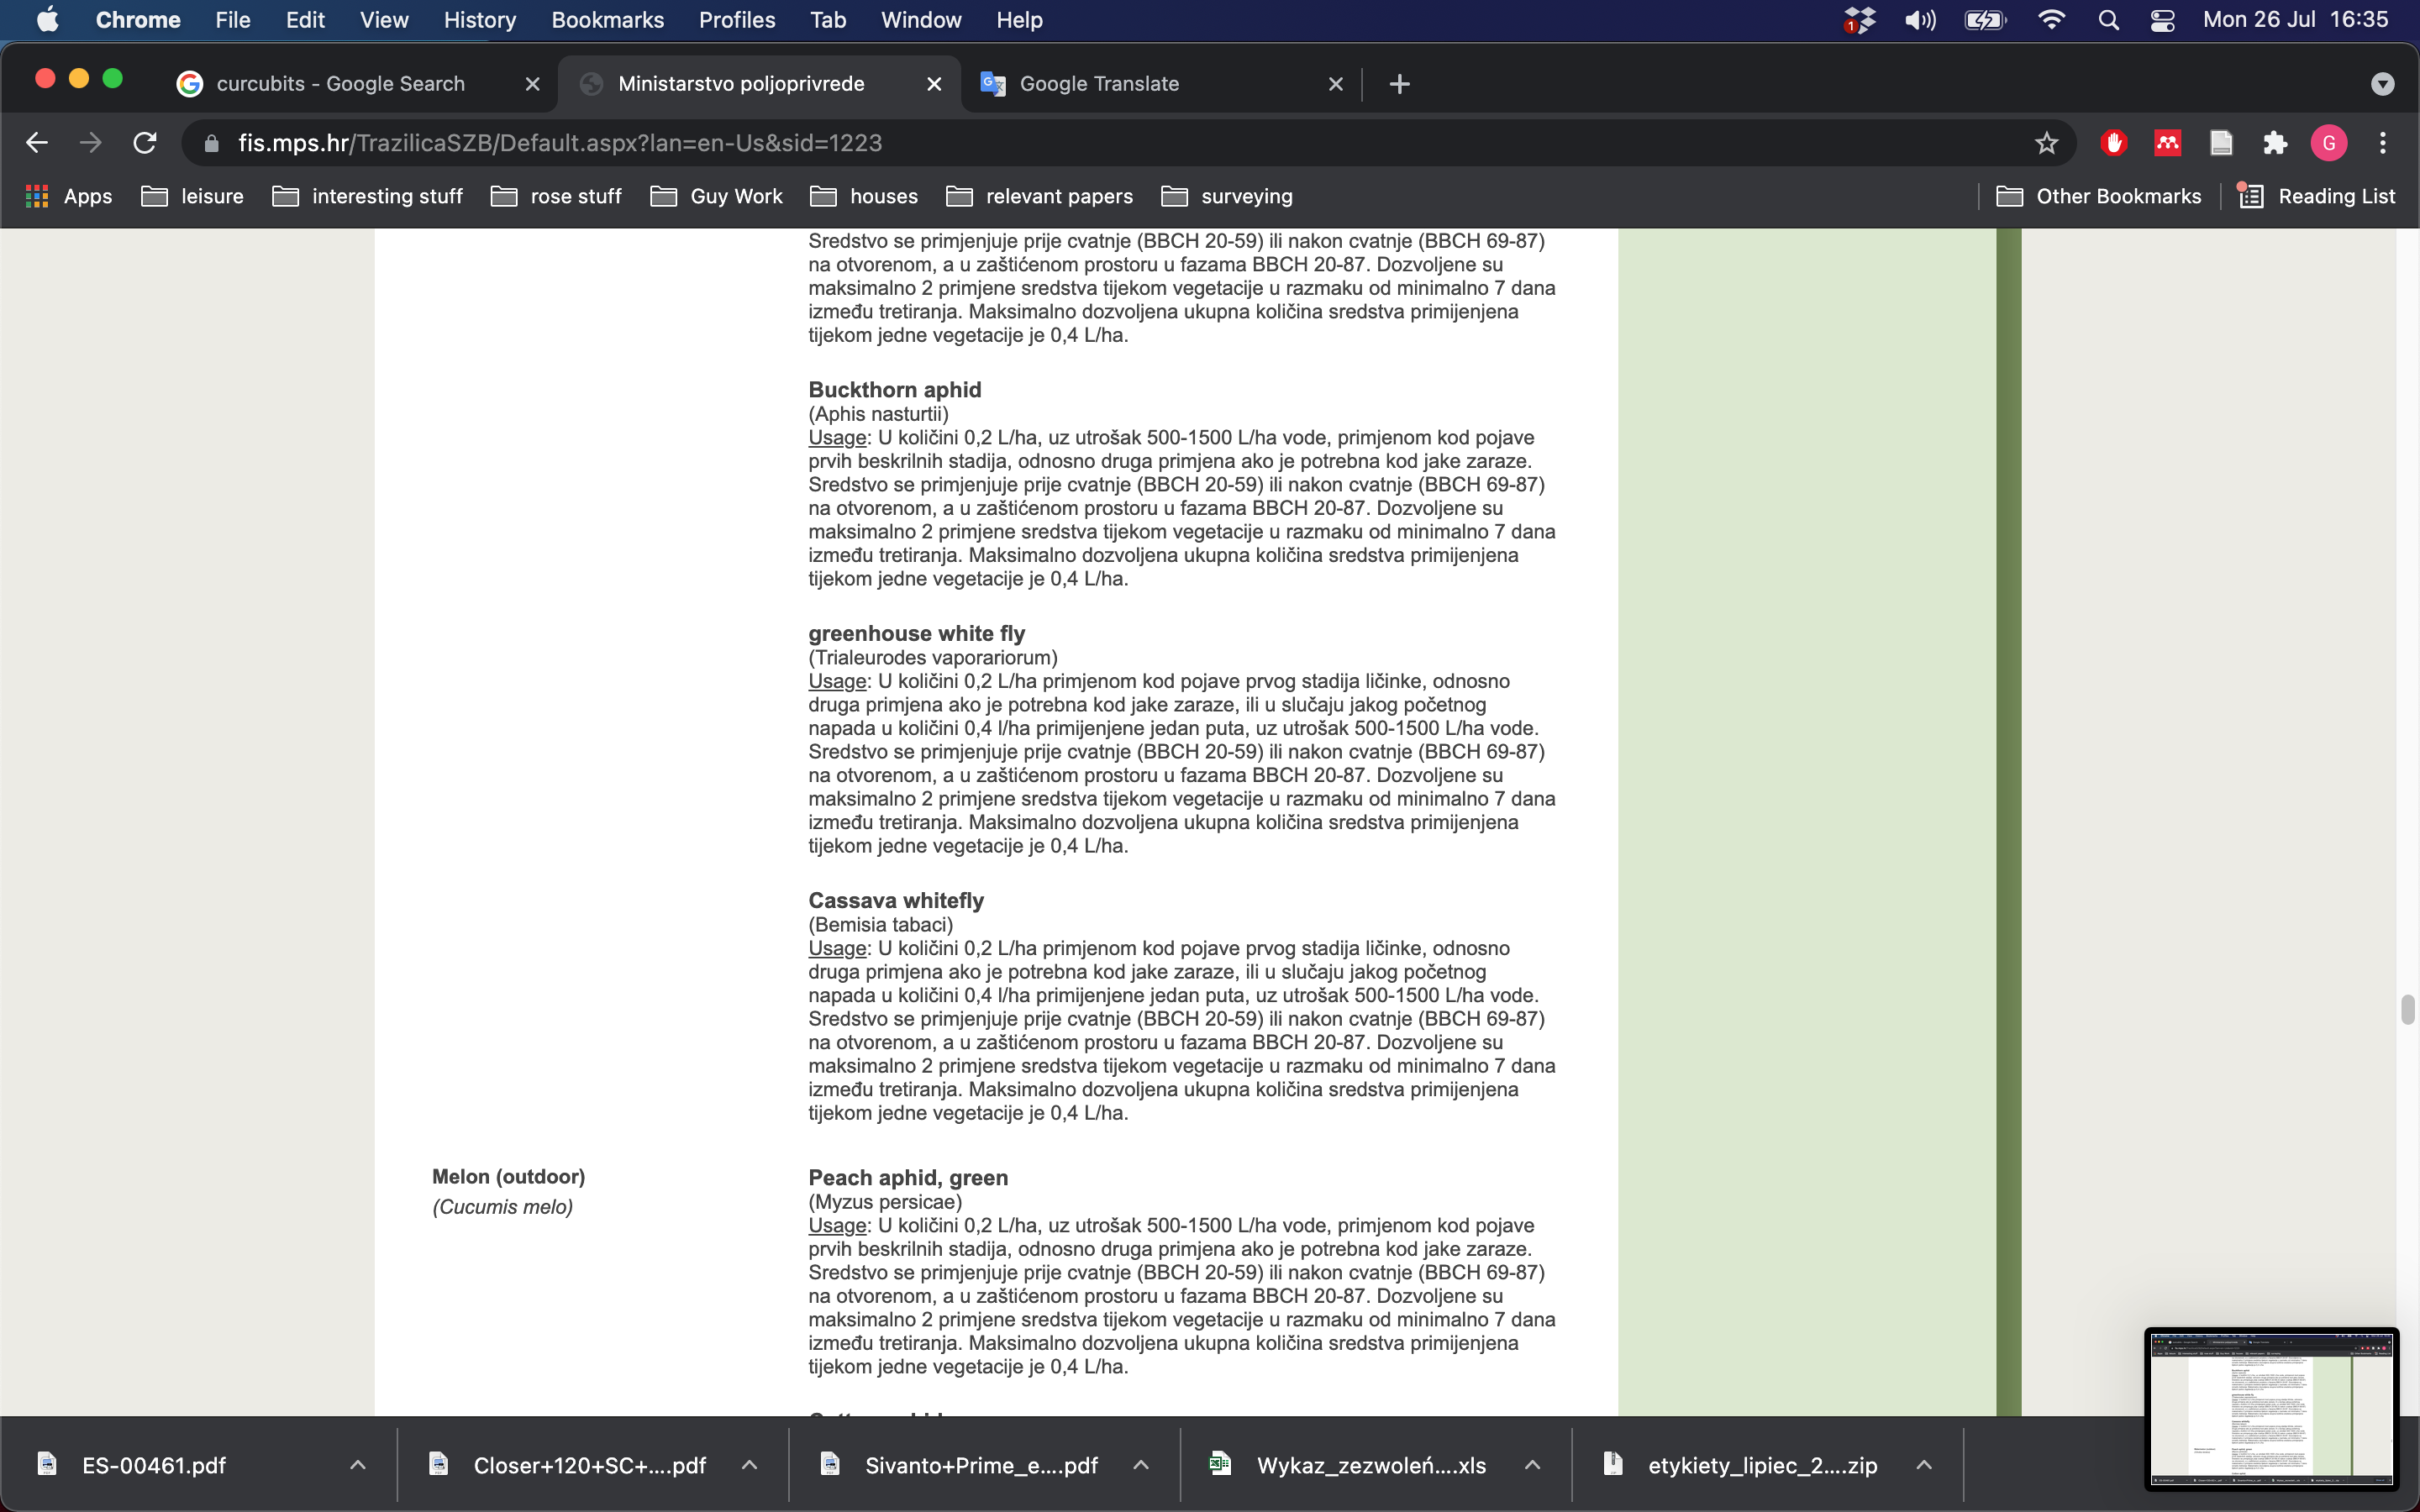 Chrome File Edit View History Bookmarks Profiles Tab Window Help 1 Mon 26 Jul 16:35
curcubits - Google Search Ministarstvo poljoprivrede Google Translate
fis.mps.hr/TrazilicaSZB/Default.aspx?lan=en-Us&sid=1223 G
Apps leisure interesting stuff rose stuff Guy Work houses relevant papers surveying Other Bookmarks Reading List
Sredstvo se primjenjuje prije cvatnje (BBCH 20-59) ili nakon cvatnje (BBCH 69-87)
na otvorenom, a u zaštićenom prostoru u fazama BBCH 20-87. Dozvoljene su
maksimalno 2 primjene sredstva tijekom vegetacije u razmaku od minimalno 7 dana
između tretiranja. Maksimalno dozvoljena ukupna količina sredstva primijenjena
tijekom jedne vegetacije je 0,4 L/ha.
Buckthorn aphid
(Aphis nasturtii)
Usage: U količini 0,2 L/ha, uz utrošak 500-1500 L/ha vode, primjenom kod pojave
prvih beskrilnih stadija, odnosno druga primjena ako je potrebna kod jake zaraze.
Sredstvo se primjenjuje prije cvatnje (BBCH 20-59) ili nakon cvatnje (BBCH 69-87)
na otvorenom, a u zaštićenom prostoru u fazama BBCH 20-87. Dozvoljene su
maksimalno 2 primjene sredstva tijekom vegetacije u razmaku od minimalno 7 dana
između tretiranja. Maksimalno dozvoljena ukupna količina sredstva primijenjena
tijekom jedne vegetacije je 0,4 L/ha.
greenhouse white fly
(Trialeurodes vaporariorum)
Usage: U količini 0,2 L/ha primjenom kod pojave prvog stadija ličinke, odnosno
druga primjena ako je potrebna kod jake zaraze, ili u slučaju jakog početnog
napada u količini 0,4 l/ha primijenjene jedan puta, uz utrošak 500-1500 L/ha vode.
Sredstvo se primjenjuje prije cvatnje (BBCH 20-59) ili nakon cvatnje (BBCH 69-87)
na otvorenom, a u zaštićenom prostoru u fazama BBCH 20-87. Dozvoljene su
maksimalno 2 primjene sredstva tijekom vegetacije u razmaku od minimalno 7 dana
između tretiranja. Maksimalno dozvoljena ukupna količina sredstva primijenjena
tijekom jedne vegetacije je 0,4 L/ha.
Cassava whitefly
(Bemisia tabaci)
Usage: U količini 0,2 L/ha primjenom kod pojave prvog stadija ličinke, odnosno
druga primjena ako je potrebna kod jake zaraze, ili u slučaju jakog početnog
napada u količini 0,4 l/ha primijenjene jedan puta, uz utrošak 500-1500 L/ha vode.
Sredstvo se primjenjuje prije cvatnje (BBCH 20-59) ili nakon cvatnje (BBCH 69-87)
na otvorenom, a u zaštićenom prostoru u fazama BBCH 20-87. Dozvoljene su
maksimalno 2 primjene sredstva tijekom vegetacije u razmaku od minimalno 7 dana
između tretiranja. Maksimalno dozvoljena ukupna količina sredstva primijenjena
tijekom jedne vegetacije je 0,4 L/ha.
Melon (outdoor)
(Cucumis melo)
Peach aphid, green
(Myzus persicae)
Usage: U količini 0,2 L/ha, uz utrošak 500-1500 L/ha vode, primjenom kod pojave
prvih beskrilnih stadija, odnosno druga primjena ako je potrebna kod jake zaraze.
Sredstvo se primjenjuje prije cvatnje (BBCH 20-59) ili nakon cvatnje (BBCH 69-87)
na otvorenom, a u zaštićenom prostoru u fazama BBCH 20-87. Dozvoljene su
maksimalno 2 primjene sredstva tijekom vegetacije u razmaku od minimalno 7 dana
između tretiranja. Maksimalno dozvoljena ukupna količina sredstva primijenjena
tijekom jedne vegetacije je 0,4 L/ha.
ES-00461.pdf Closer+120+SC+....pdf Sivanto+Prime_e....pdf Wykaz_zezwoleń....xls etykiety_lipiec_2....zip